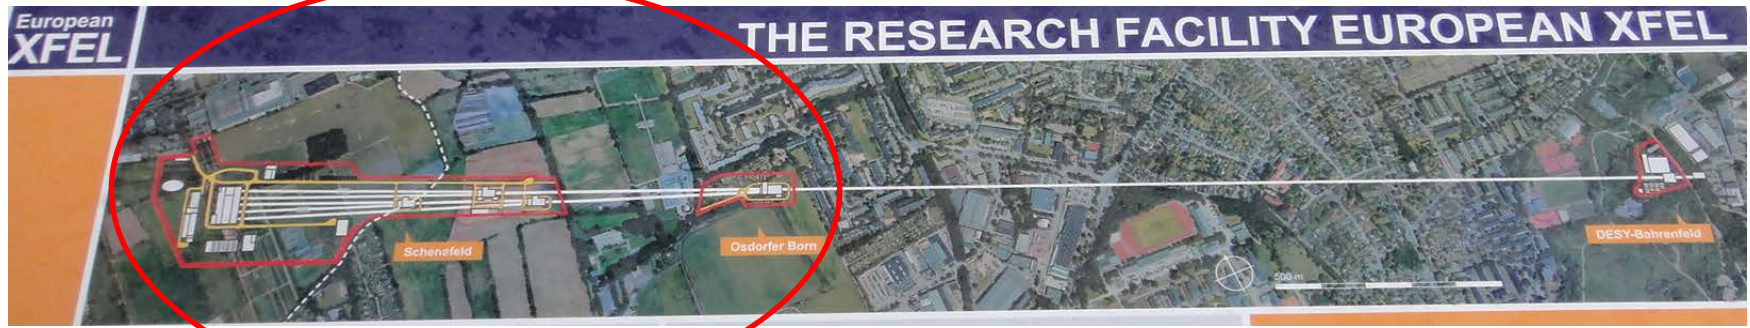 European
XFEL
THE RESEARCH FACILITY EUROPEAN XFEL
Schenefeld
Osdorfer Born
DESY-Bahrenfeld
500 m